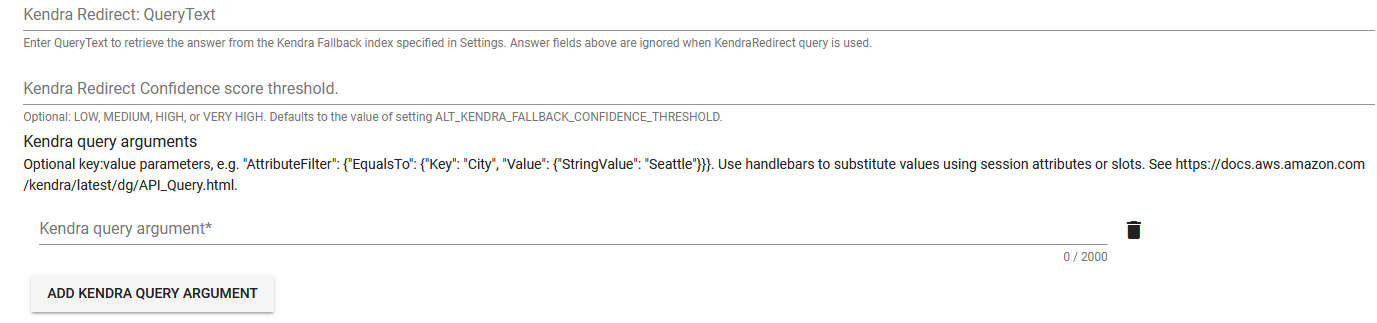 Kendra Redirect: QueryText
Enter QueryText to retrieve the answer from the Kendra Fallback index specified in Settings. Answer fields above are ignored when KendraRedirect query is used.
Kendra Redirect Confidence score threshold.
Optional: LOW, MEDIUM, HIGH, or VERY HIGH. Defaults to the value of setting ALT_KENDRA_FALLBACK_CONFIDENCE_THRESHOLD.
Kendra query arguments
Optional key:value parameters, e.g. "AttributeFilter": {"EqualsTo": {"Key": "City", "Value": {"StringValue": "Seattle"}}}. Use handlebars to substitute values using session attributes or slots. See https://docs.aws.amazon.com
/kendra/latest/dg/API_Query.html.
Kendra query argument*
0 / 2000
ADD KENDRA QUERY ARGUMENT